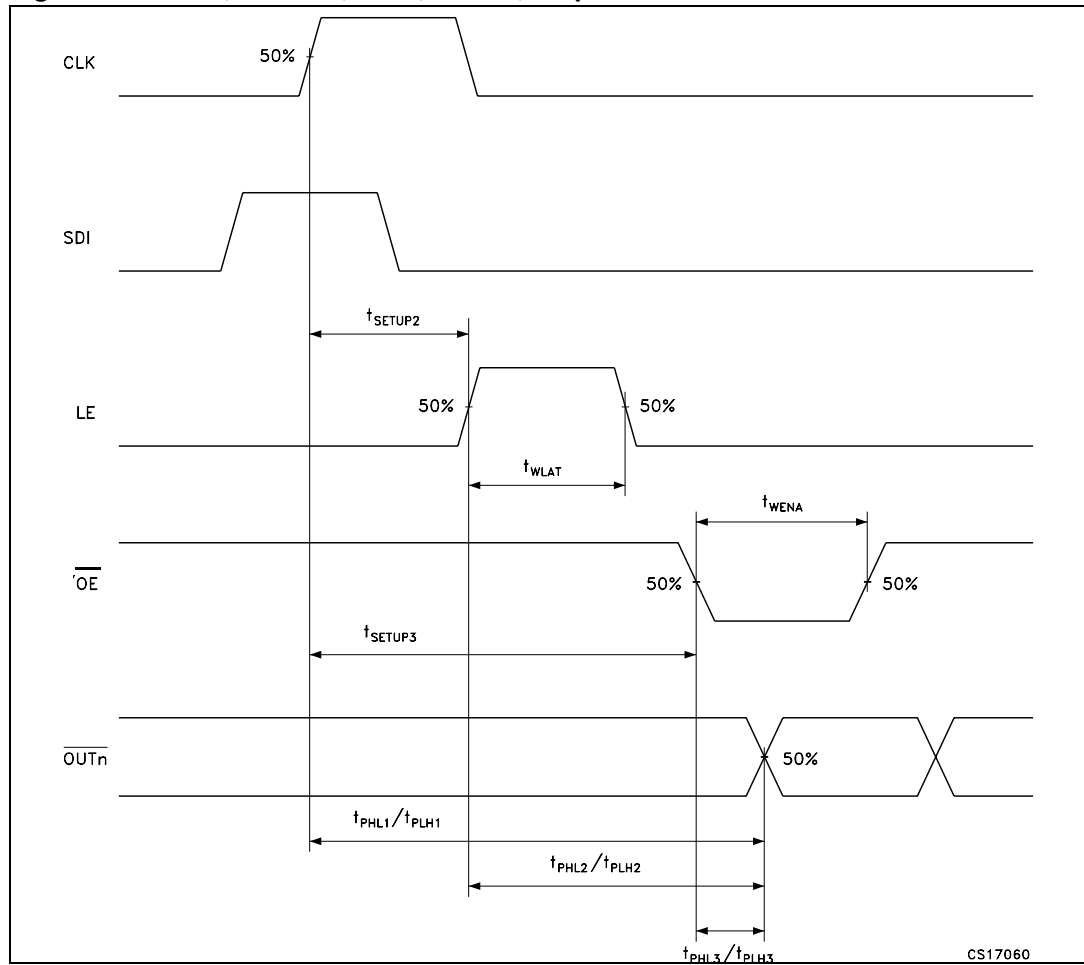 50%
CLK
SDI
tSETUP2
50%
50%
LE
tWLAT
tWENA
OE
50%
50%
tSETUP3
OUTn
50%
tPHL1/tPLH1
tPHL2/tPLH2
tPHL3/tPLH3
CS17060